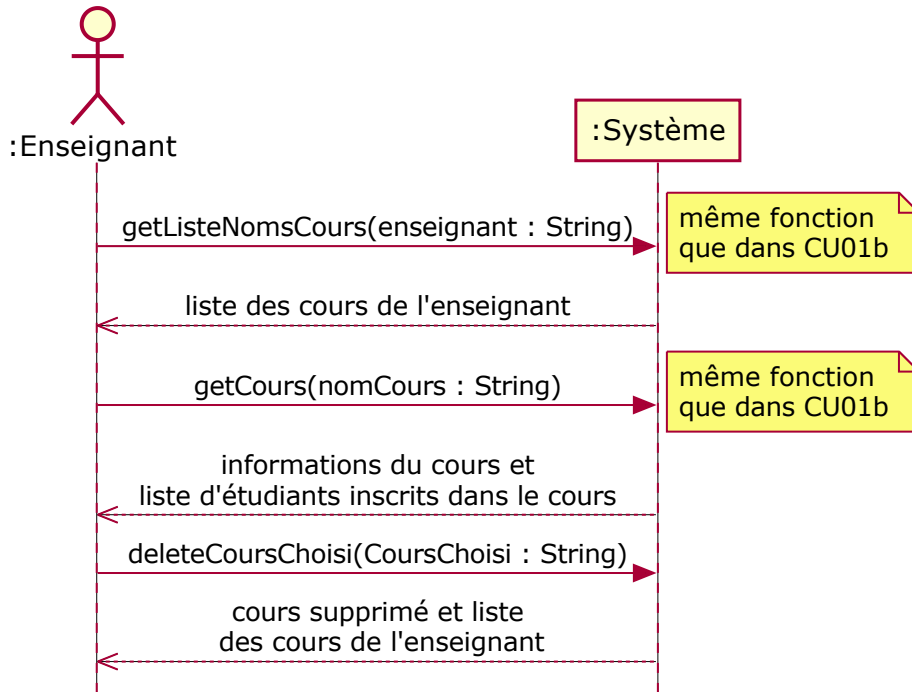 :Enseignant
:Système
getListeNomsCours(enseignant : String)
même fonction
que dans CU01b
liste des cours de l'enseignant
getCours(nomCours : String)
même fonction
que dans CU01b
informations du cours et
liste d'étudiants inscrits dans le cours
deleteCoursChoisi(CoursChoisi : String)
cours supprimé et liste
des cours de l'enseignant